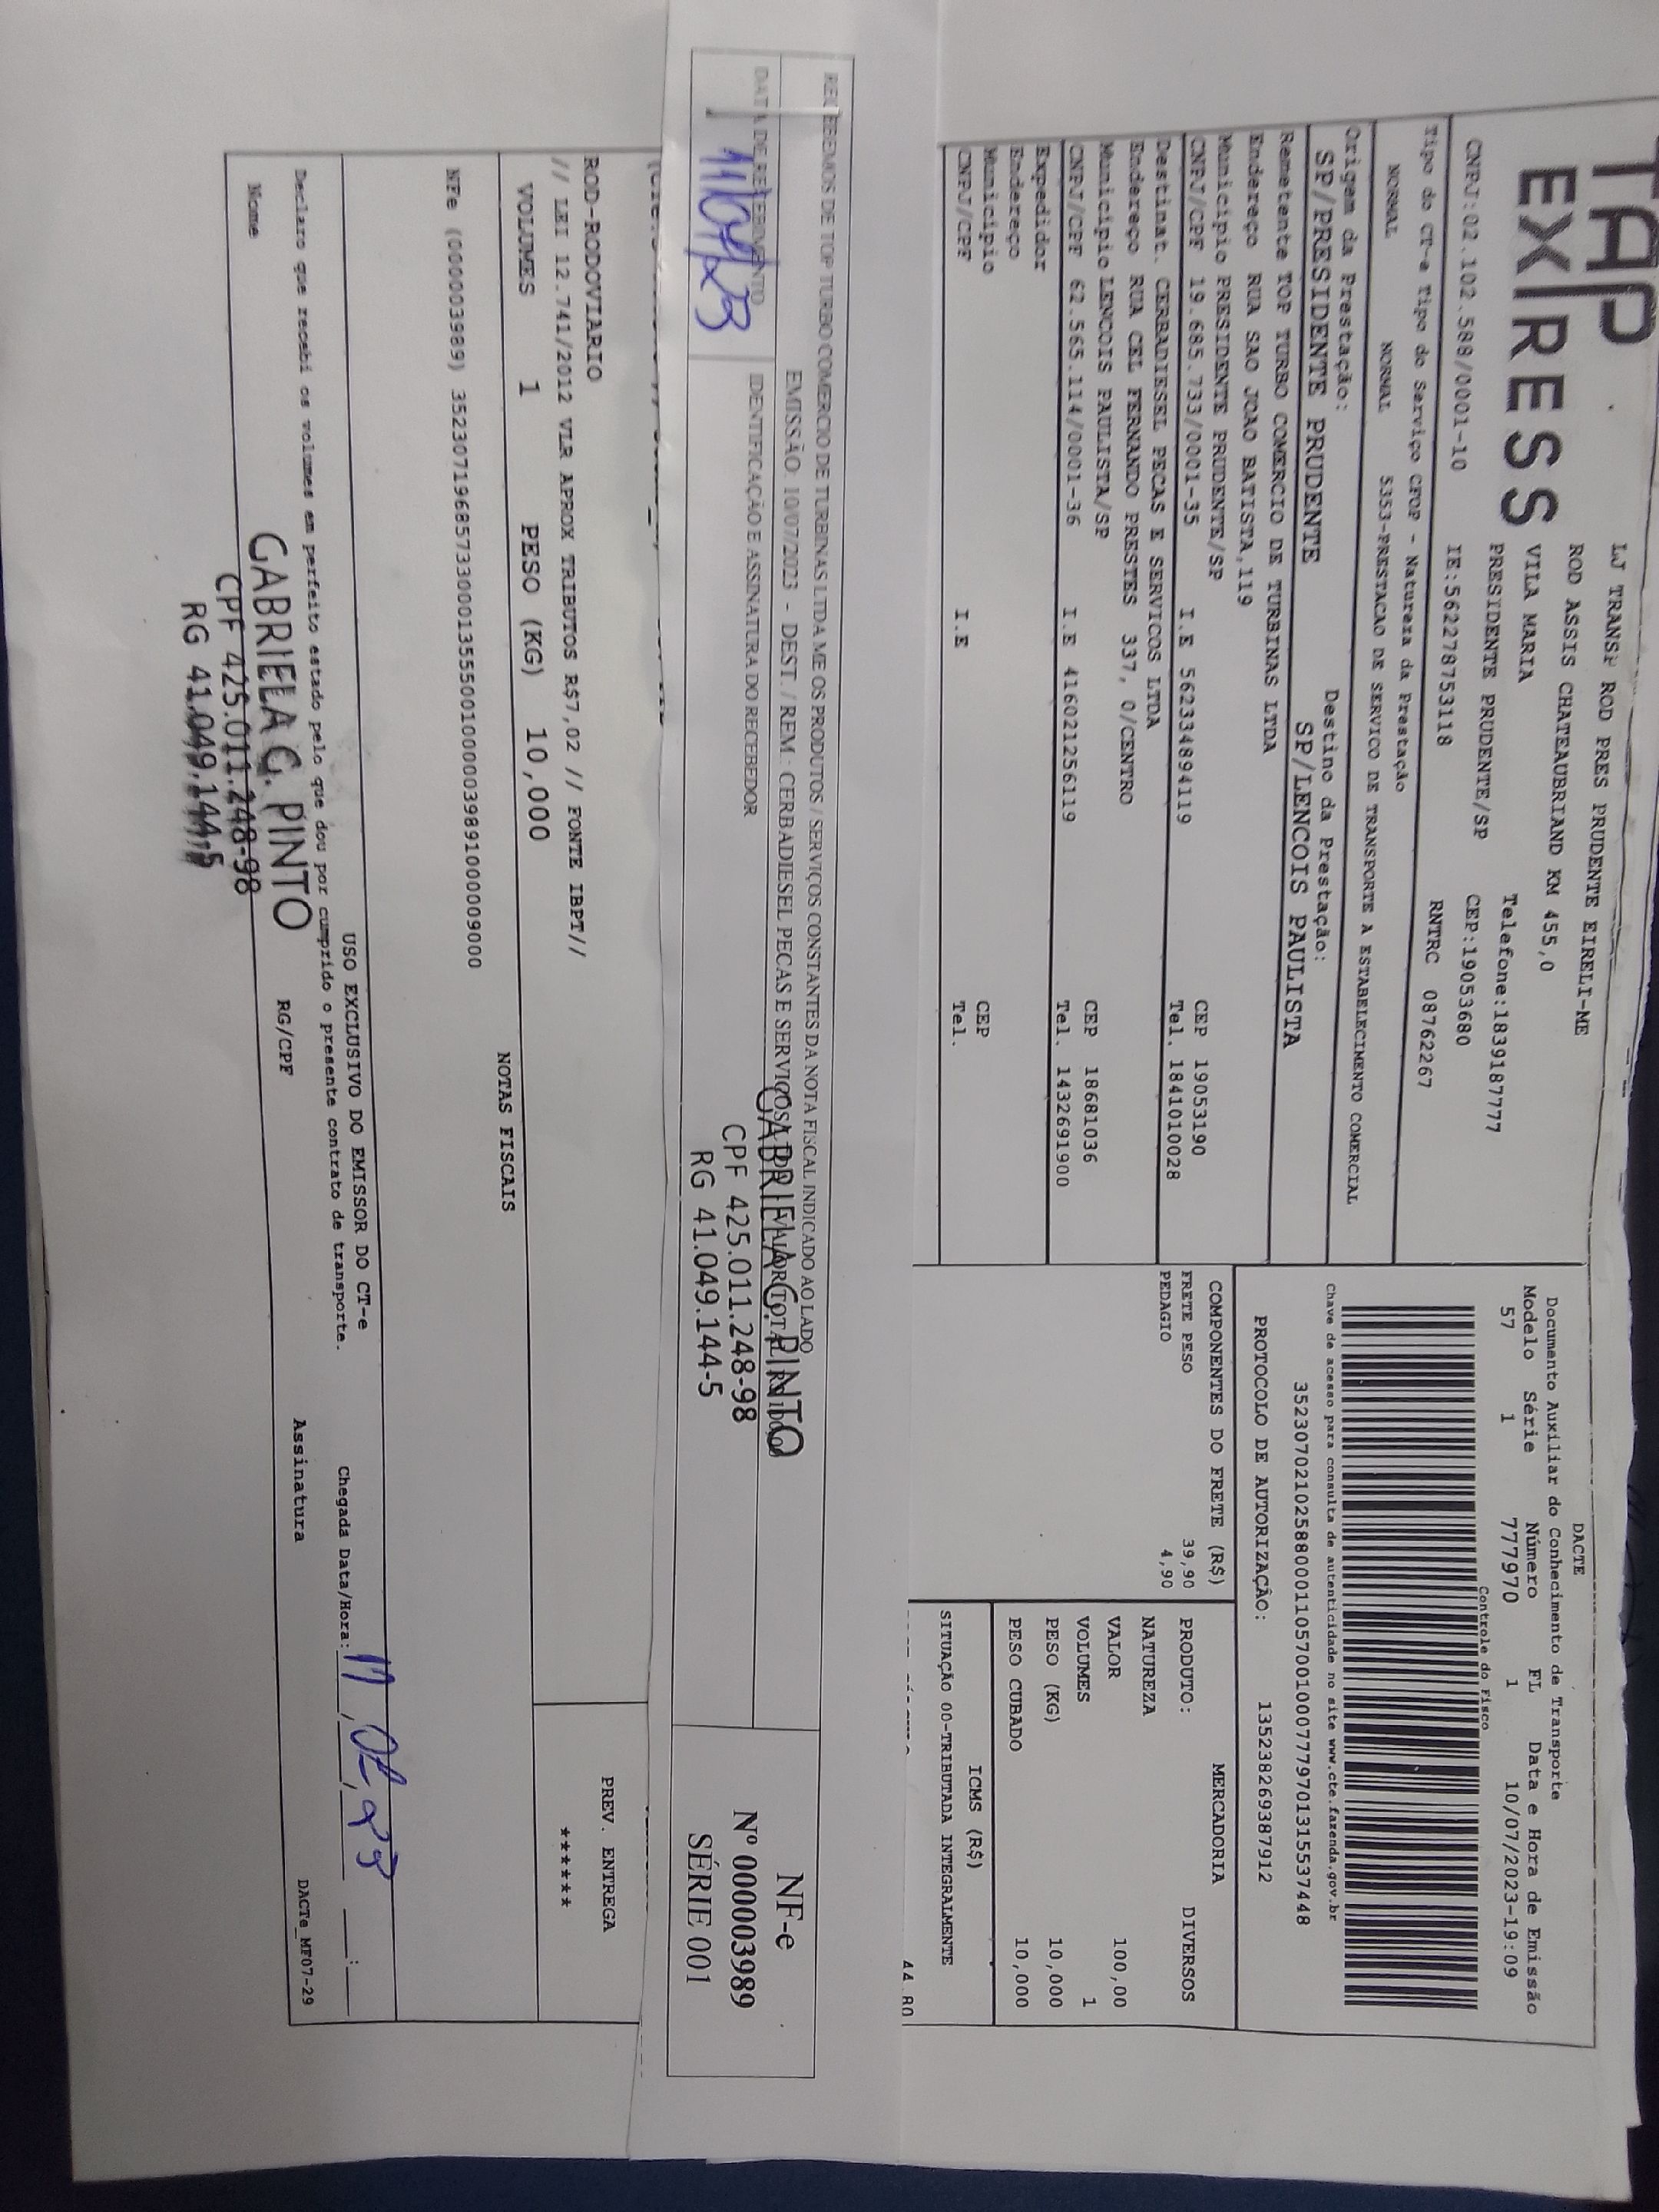 TAP
EXPRESS
LJ TRANSP ROD PRES PRUDENTE EIRELI-ME
ROD ASSIS CHATEAUBRIAND KM 455,0
VILA MARIA
PRESIDENTE PRUDENTE/SP
Telefone:1839187777
CNPJ:02.102.588/0001-10 IE:562278753118 CEP:19053680
RNTRC 08762267
Tipo do CT-e Tipo do Serviço CFOP - Natureza da Prestação
NORMAL NORMAL 5353-PRESTACAO DE SERVICO DE TRANSPORTE A ESTABELECIMENTO COMERCIAL
Origem da Prestação: Destino da Prestação:
SP/PRESIDENTE PRUDENTE SP/LENCOIS PAULISTA
Remetente TOP TURBO COMERCIO DE TURBINAS LTDA
Endereço RUA SAO JOAO BATISTA,119
Município PRESIDENTE PRUDENTE/SP CEP 19053190
CNPJ/CPF 19.685.733/0001-35 I.E 562334894119 Tel. 1841010028
Destinat. CERBADIESEL PECAS E SERVICOS LTDA
Endereço RUA CEL FERNANDO PRESTES 337, 0/CENTRO
Município LENCOIS PAULISTA/SP CEP 18681036
CNPJ/CPF 62.565.114/0001-36 I.E 416021256119 Tel. 1432691900
Expedidor
Endereço
Município CEP
CNPJ/CPF I.E Tel.
DACTE
Documento Auxiliar do Conhecimento de Transporte
Modelo Série Número FL Data e Hora de Emissão
57 1 777970 1 10/07/2023-19:09
Controle do Fisco
Chave de acesso para consulta de autenticidade no site www.cte.fazenda.gov.br
35230702102588000110570010007779701315537448
PROTOCOLO DE AUTORIZAÇÃO: 135238269387912
COMPONENTES DO FRETE (R$)
FRETE PESO 39,90
PEDAGIO 4,90
MERCADORIA
PRODUTO: DIVERSOS
NATUREZA
VALOR 100,00
VOLUMES 1
PESO (KG) 10,000
PESO CUBADO 10,000
ICMS (R$)
SITUAÇÃO 00-TRIBUTADA INTEGRALMENTE
44,80
RECEBEMOS DE TOP TURBO COMERCIO DE TURBINAS LTDA ME OS PRODUTOS / SERVIÇOS CONSTANTES DA NOTA FISCAL INDICADO AO LADO
EMISSÃO: 10/07/2023 - DEST. / REM.: CERBADIESEL PECAS E SERVICOS
DATA DE RECEBIMENTO
IDENTIFICAÇÃO E ASSINATURA DO RECEBEDOR
GABRIELA G. PINTO
CPF 425.011.248-98
RG 41.049.144-5
NF-e
Nº 000003989
SÉRIE 001
ROD-RODOVIARIO
// LEI 12.741/2012 VLR APROX TRIBUTOS R$7,02 // FONTE IBPT//
VOLUMES 1 PESO (KG) 10,000
PREV. ENTREGA
******
NOTAS FISCAIS
NFe (000003989) 35230719685733000135550010000039891000009000
USO EXCLUSIVO DO EMISSOR DO CT-e
Declaro que recebi os volumes em perfeito estado pelo que dou por cumprido o presente contrato de transporte.
Chegada Data/Hora:
Nome RG/CPF Assinatura
GABRIELA G. PINTO
CPF 425.011.248-98
RG 41.049.144-5
DACTe_MF07-29